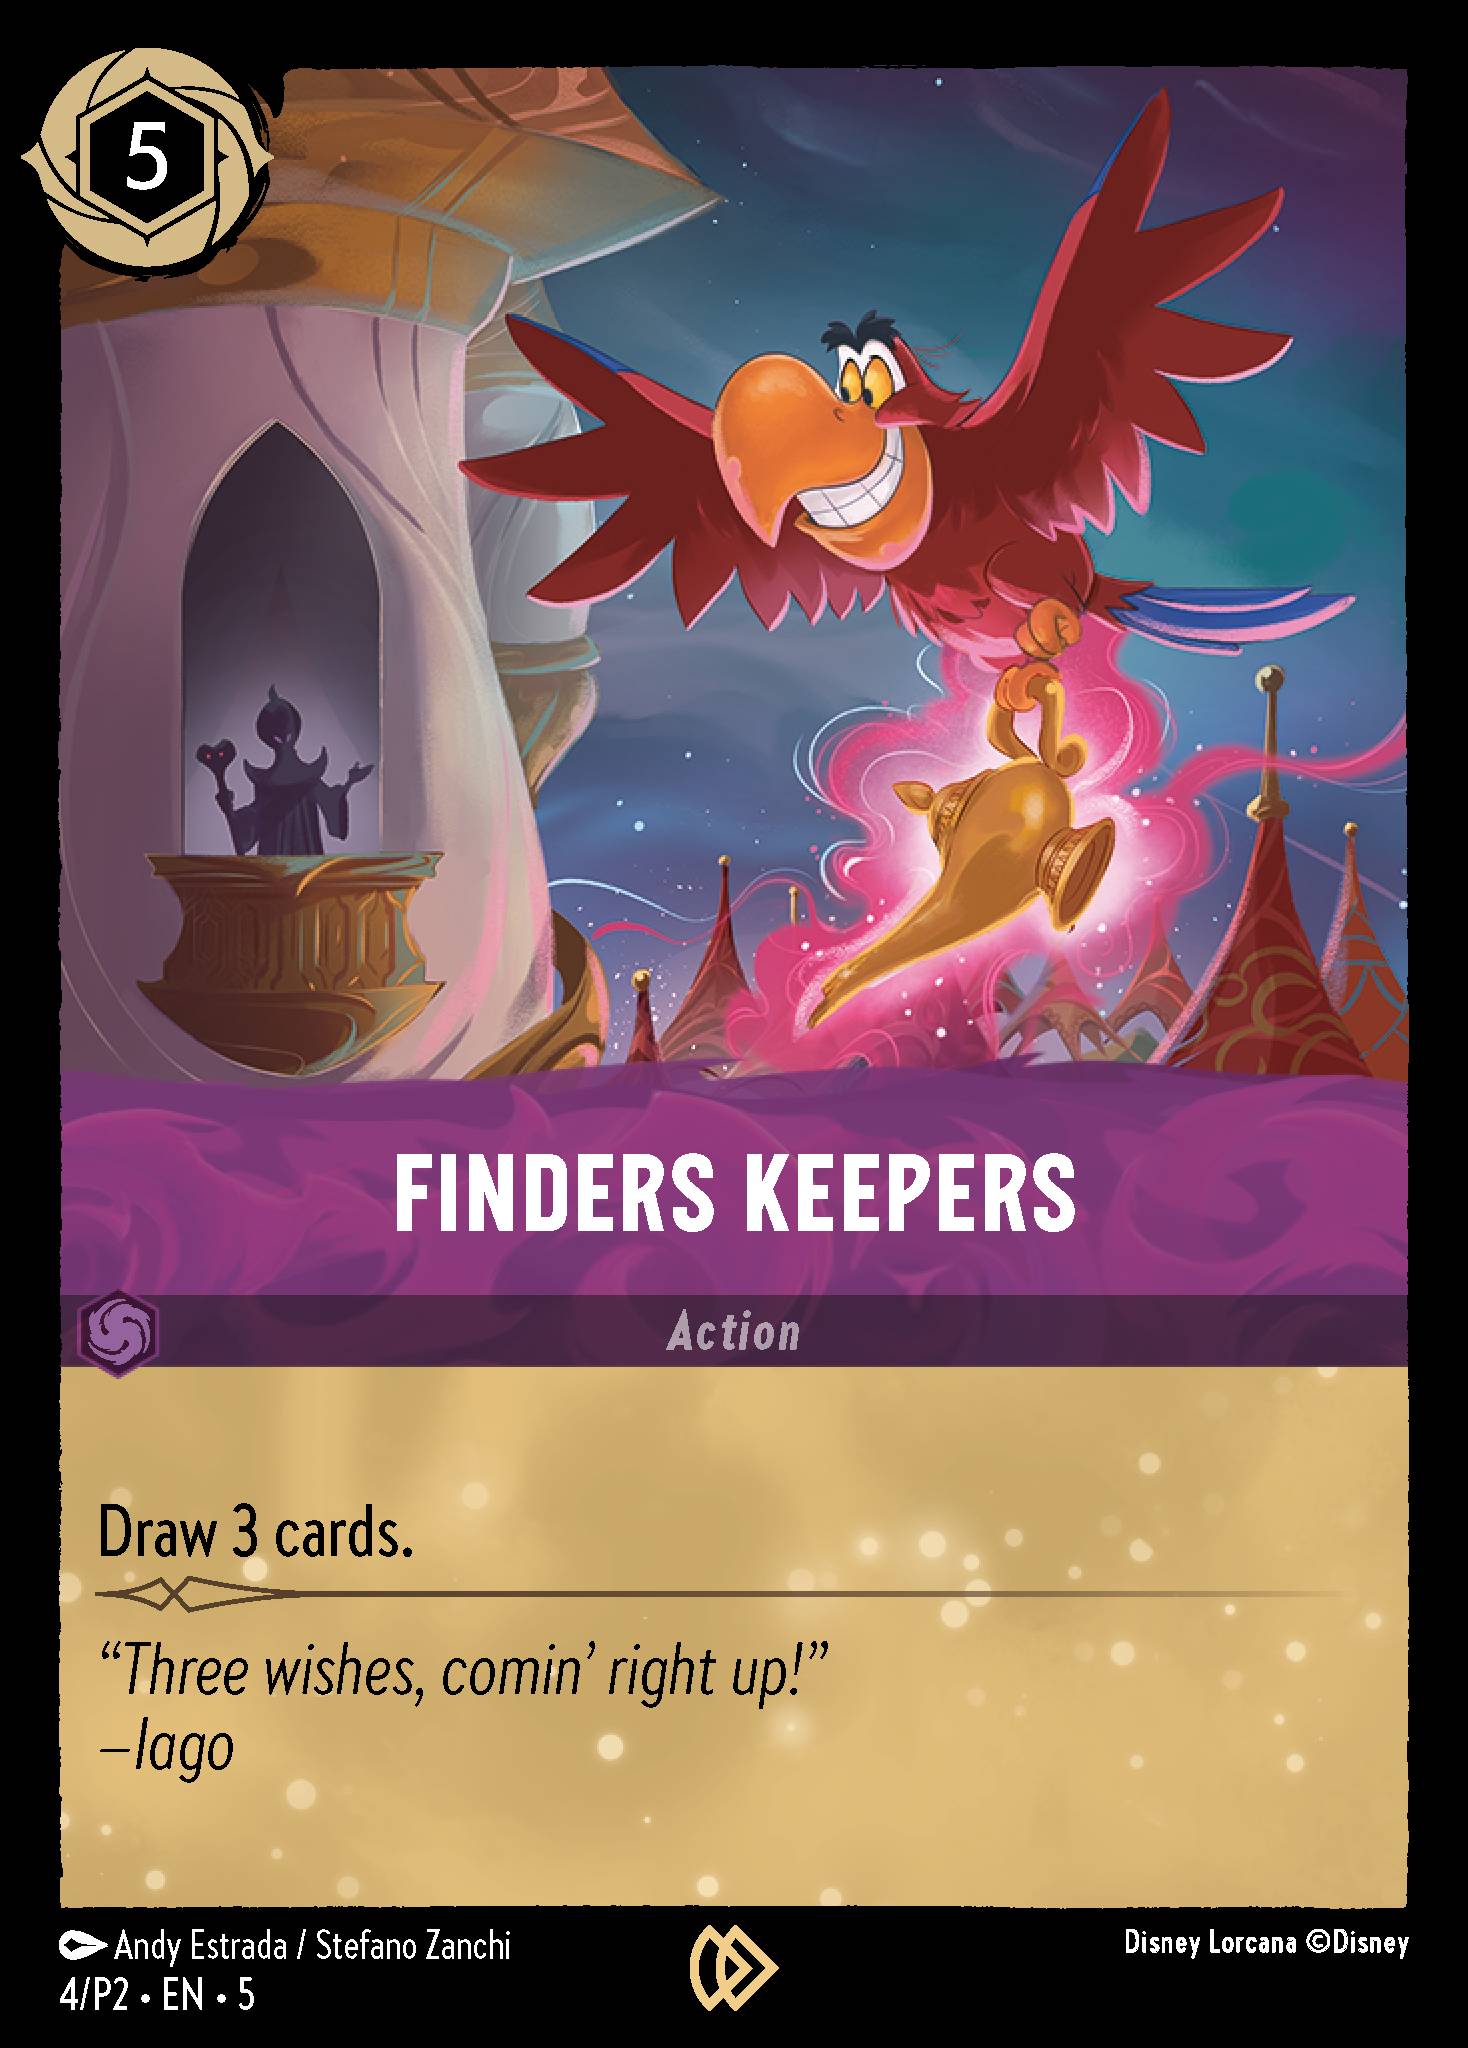 5
FINDERS KEEPERS
Action
Draw 3 cards.
“Three wishes, comin’ right up!”
–Iago
Andy Estrada / Stefano Zanchi
Disney Lorcana ©Disney
4/P2 • EN • 5